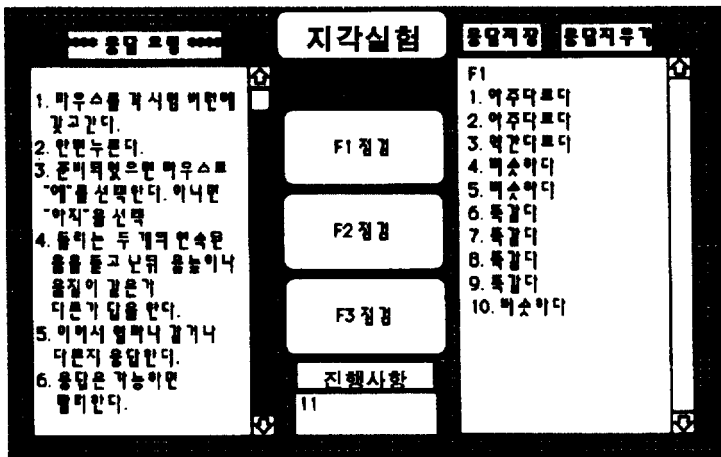 *** 응답 요령 ****
1. 마우스를 각 시험 버턴에
갖고간다.
2. 한번누른다.
3. 준비되었으면 마우스로
"예"를 선택한다. 아니면
"아직"을 선택
4. 들리는 두 개의 연속된
음을 듣고 난뒤 음높이나
음질이 같은가
다른가 답을 한다.
5. 이어서 얼마나 같거나
다른지 응답한다.
6. 응답은 가능하면
빨리한다.
지각실험
F1 점검
F2 점검
F3 점검
진행사항
11
응답저장 응답지우기
F1
1. 아주다르다
2. 아주다르다
3. 약간다르다
4. 비슷하다
5. 비슷하다
6. 똑같다
7. 똑같다
8. 똑같다
9. 똑같다
10. 비슷하다